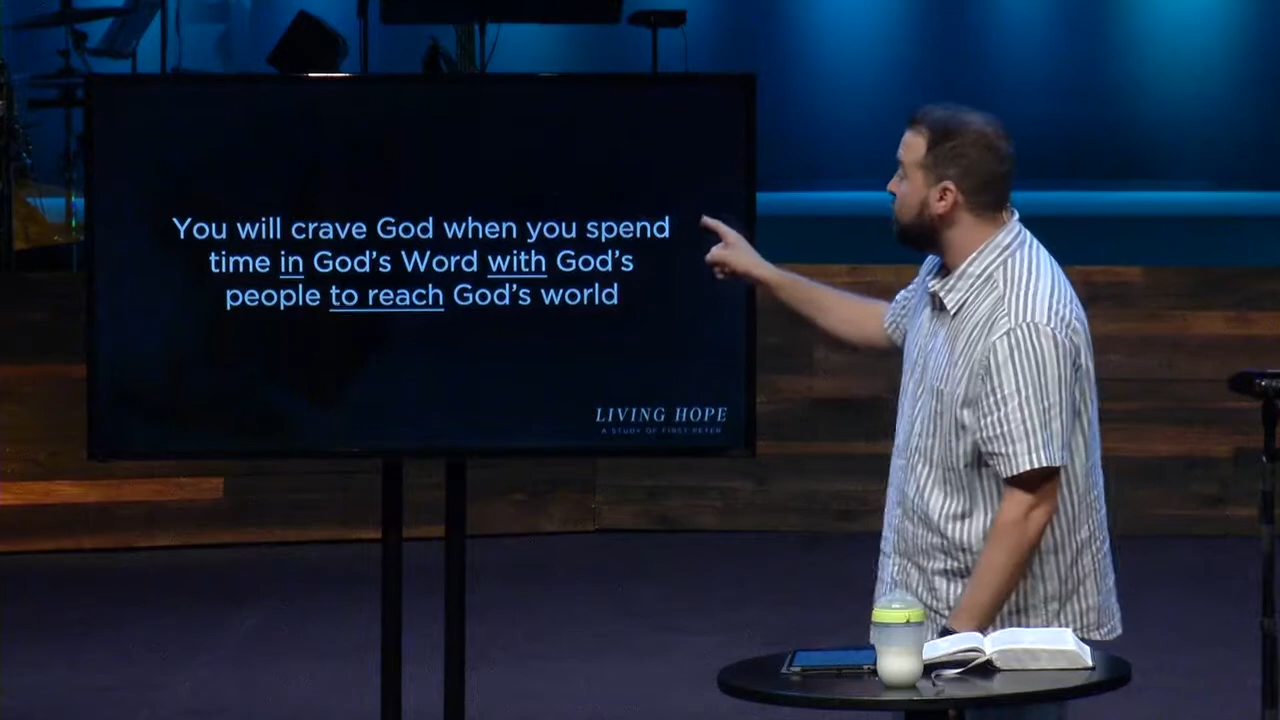 You will crave God when you spend
time in God's Word with God's
people to reach God's world
LIVING HOPE
A STUDY OF FIRST PETER